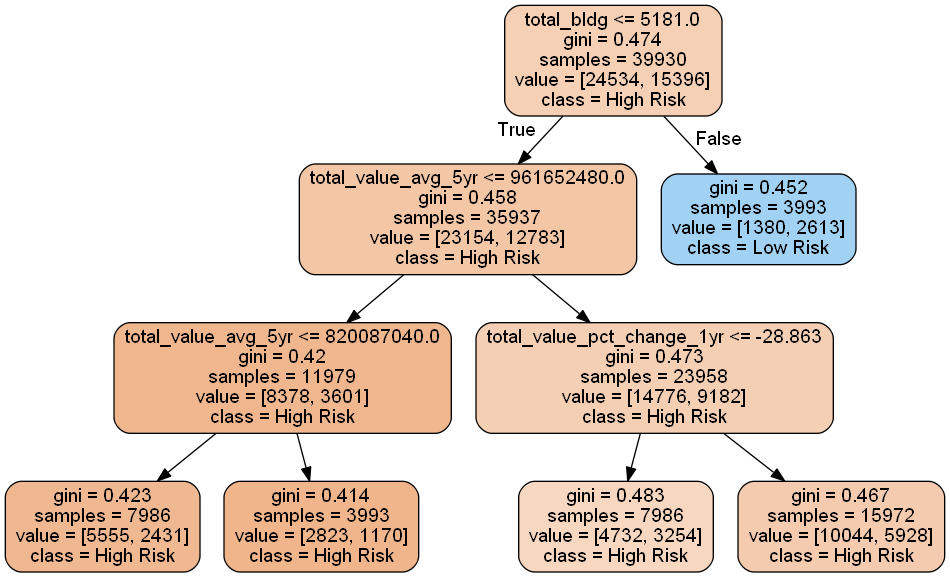 total_bldg <= 5181.0
gini = 0.474
samples = 39930
value = [24534, 15396]
class = High Risk
True
False
total_value_avg_5yr <= 961652480.0
gini = 0.458
samples = 35937
value = [23154, 12783]
class = High Risk
gini = 0.452
samples = 3993
value = [1380, 2613]
class = Low Risk
total_value_avg_5yr <= 820087040.0
gini = 0.42
samples = 11979
value = [8378, 3601]
class = High Risk
total_value_pct_change_1yr <= -28.863
gini = 0.473
samples = 23958
value = [14776, 9182]
class = High Risk
gini = 0.423
samples = 7986
value = [5555, 2431]
class = High Risk
gini = 0.414
samples = 3993
value = [2823, 1170]
class = High Risk
gini = 0.483
samples = 7986
value = [4732, 3254]
class = High Risk
gini = 0.467
samples = 15972
value = [10044, 5928]
class = High Risk